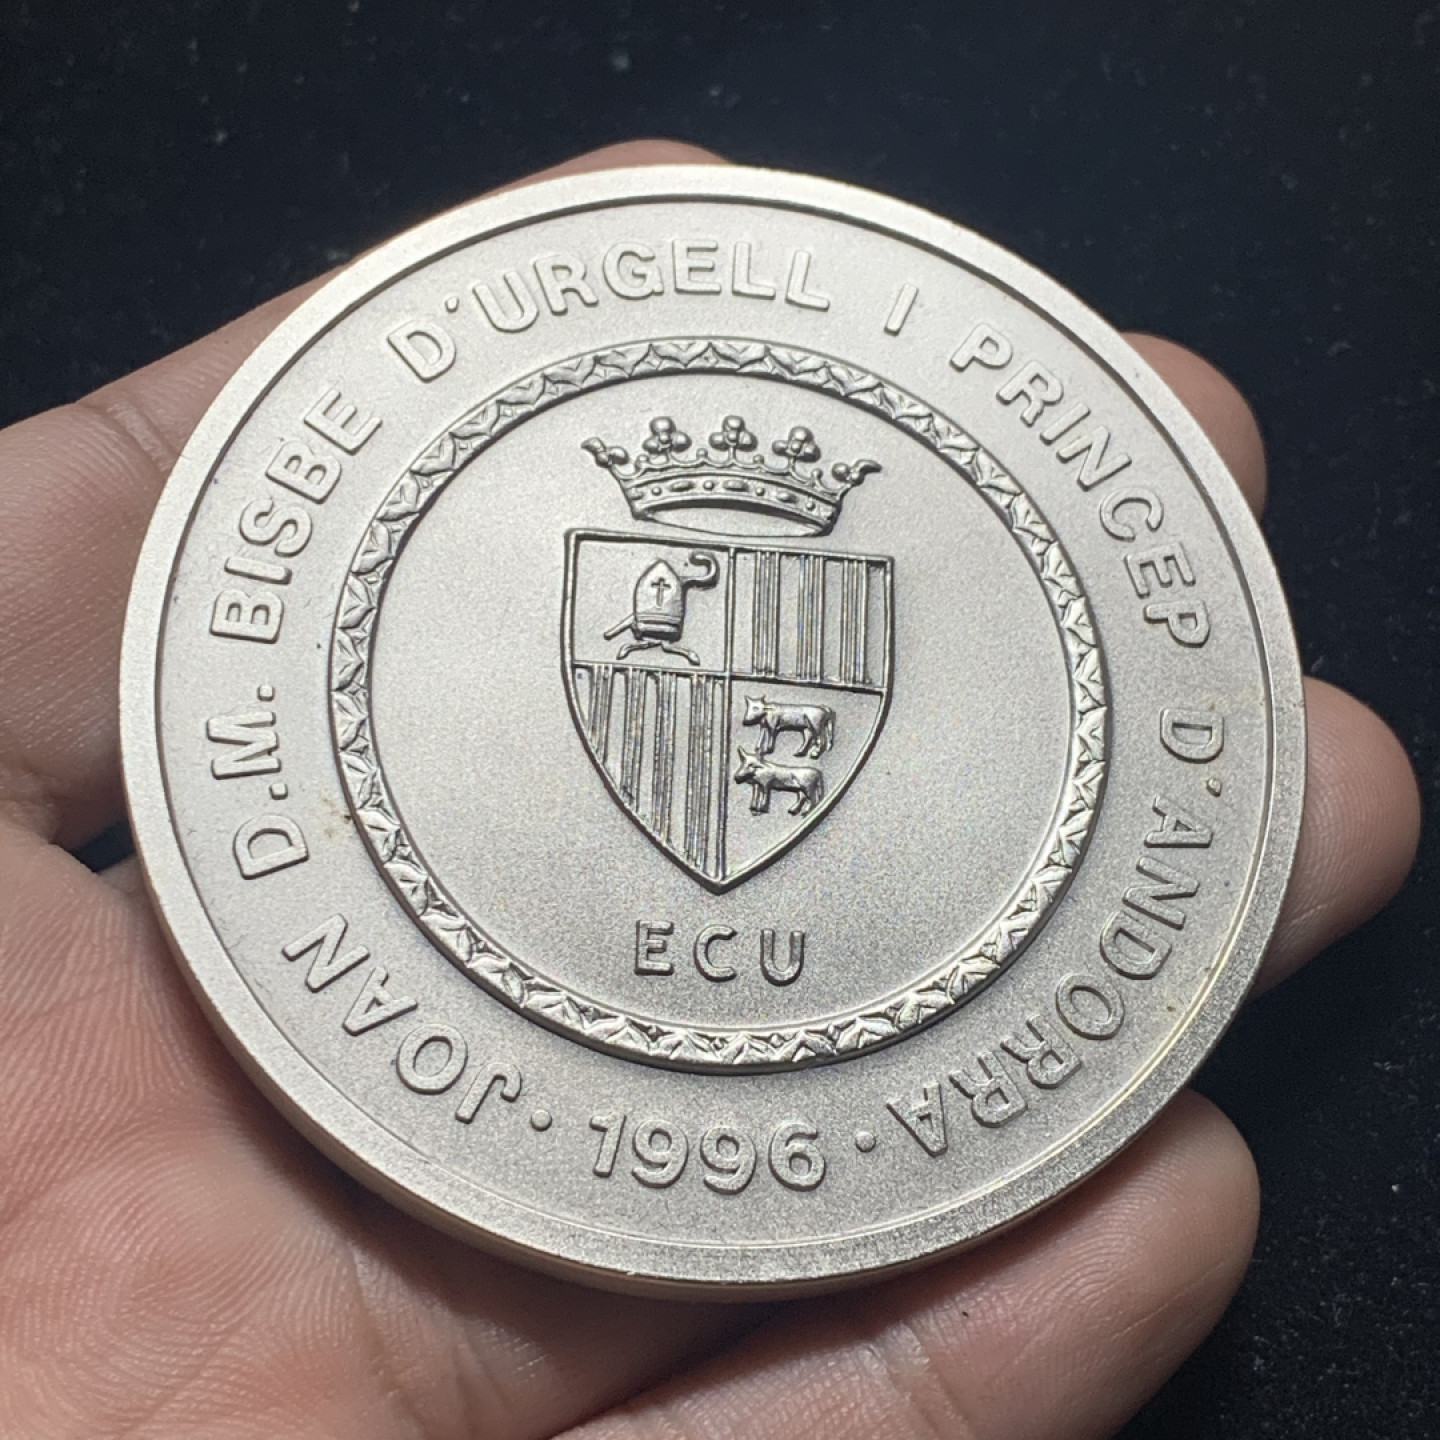 JOAN D.M. BISBE D'URGELL I PRINCEP D'ANDORRA
· 1996 ·
ECU